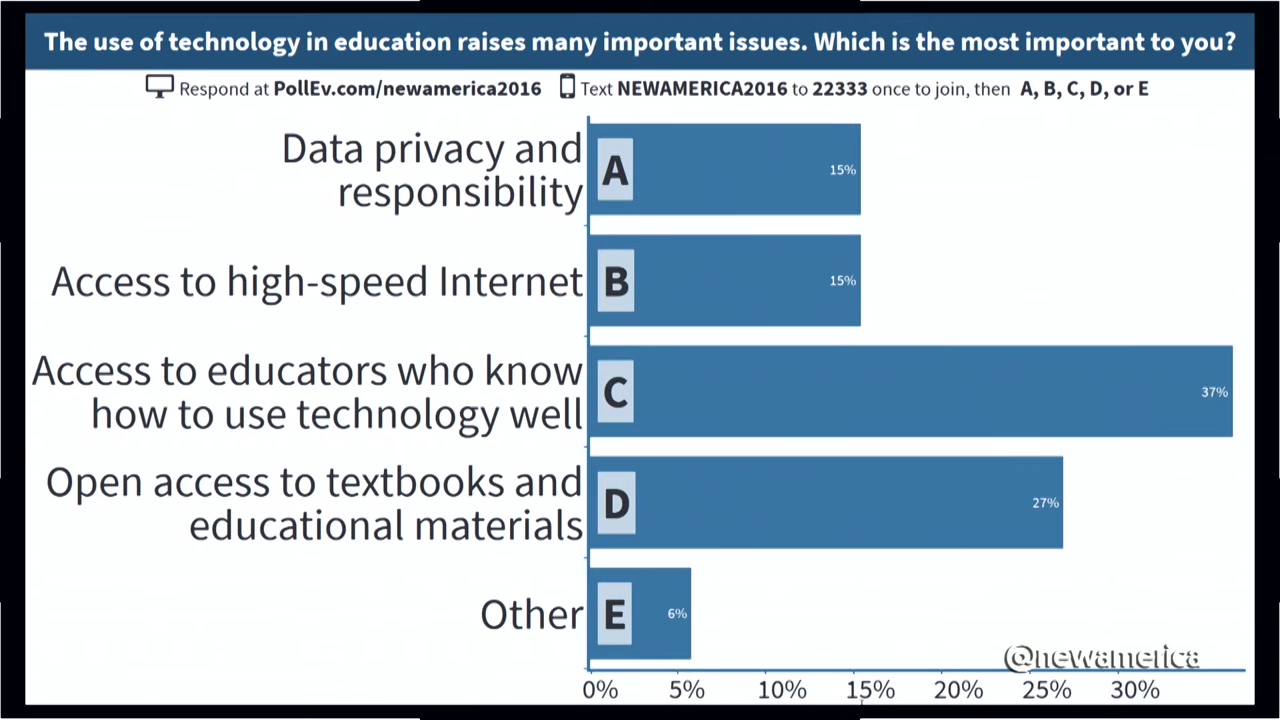 The use of technology in education raises many important issues. Which is the most important to you?
Respond at PollEv.com/newamerica2016 Text NEWAMERICA2016 to 22333 once to join, then A, B, C, D, or E
Data privacy and
responsibility
A
15%
Access to high-speed Internet
B
15%
Access to educators who know
how to use technology well
C
37%
Open access to textbooks and
educational materials
D
27%
Other
E
6%
@newamerica
0% 5% 10% 15% 20% 25% 30%